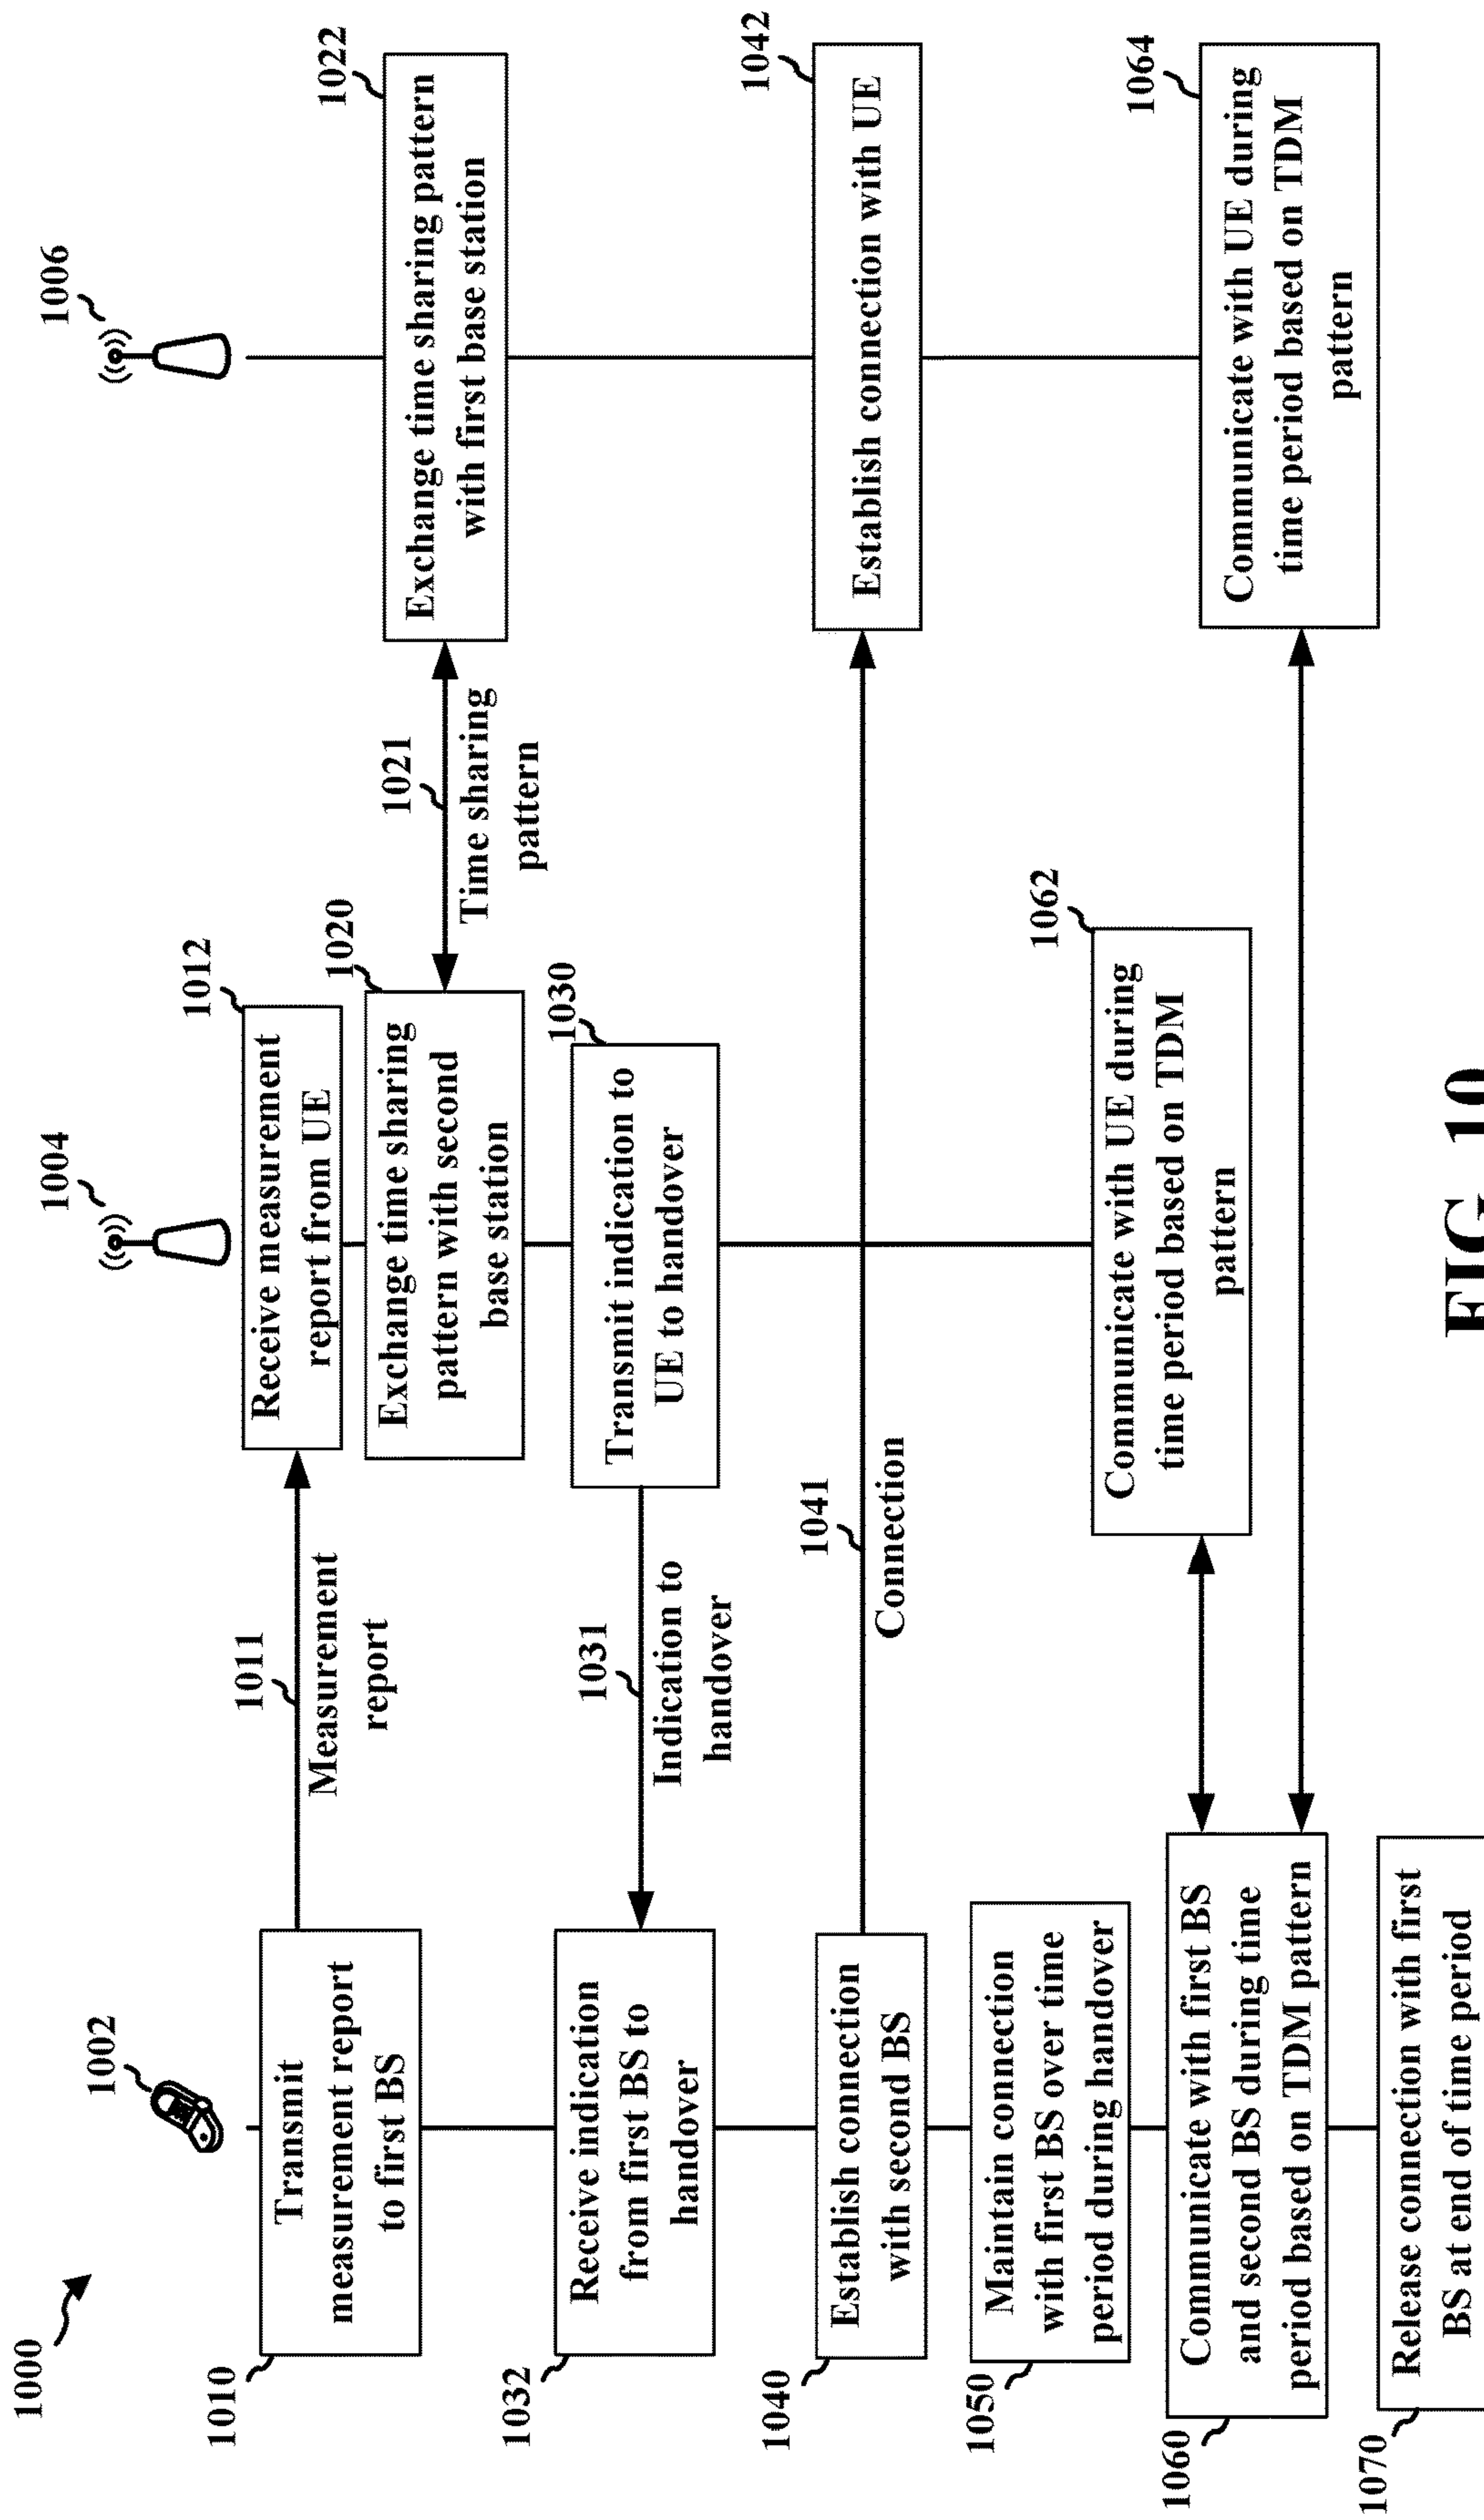 1000
1002
1004
1006
1010
Transmit
measurement report
to first BS
1011
Measurement
report
1012
Receive measurement
report from UE
1020
Exchange time sharing
pattern with second
base station
1021
Time sharing
pattern
1022
Exchange time sharing pattern
with first base station
1030
Transmit indication to
UE to handover
1031
Indication to
handover
1032
Receive indication
from first BS to
handover
1040
Establish connection
with second BS
1041
Connection
1042
Establish connection with UE
1050
Maintain connection
with first BS over time
period during handover
1060
Communicate with first BS
and second BS during time
period based on TDM pattern
1062
Communicate with UE during
time period based on TDM
pattern
1064
Communicate with UE during
time period based on TDM
pattern
1070
Release connection with first
BS at end of time period
FIG. 10